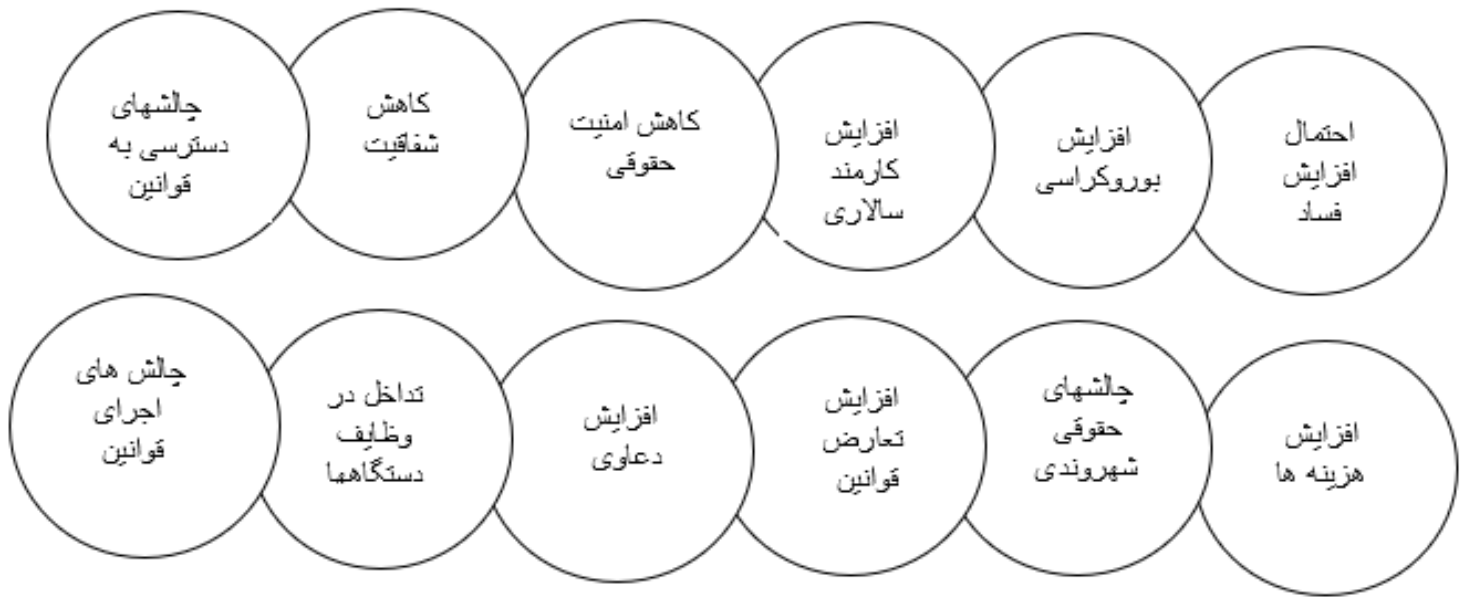 احتمال
افزایش
فساد
افزایش
بوروکراسی
افزایش
کارمند
سالاری
کاهش امنیت
حقوقی
کاهش
شفافیت
چالشهای
دسترسی به
قوانین
افزایش
هزینه ها
چالشهای
حقوقی
شهروندی
افزایش
تعارض
قوانین
افزایش
دعاوی
تداخل در
وظایف
دستگاهها
چالش های
اجرای
قوانین